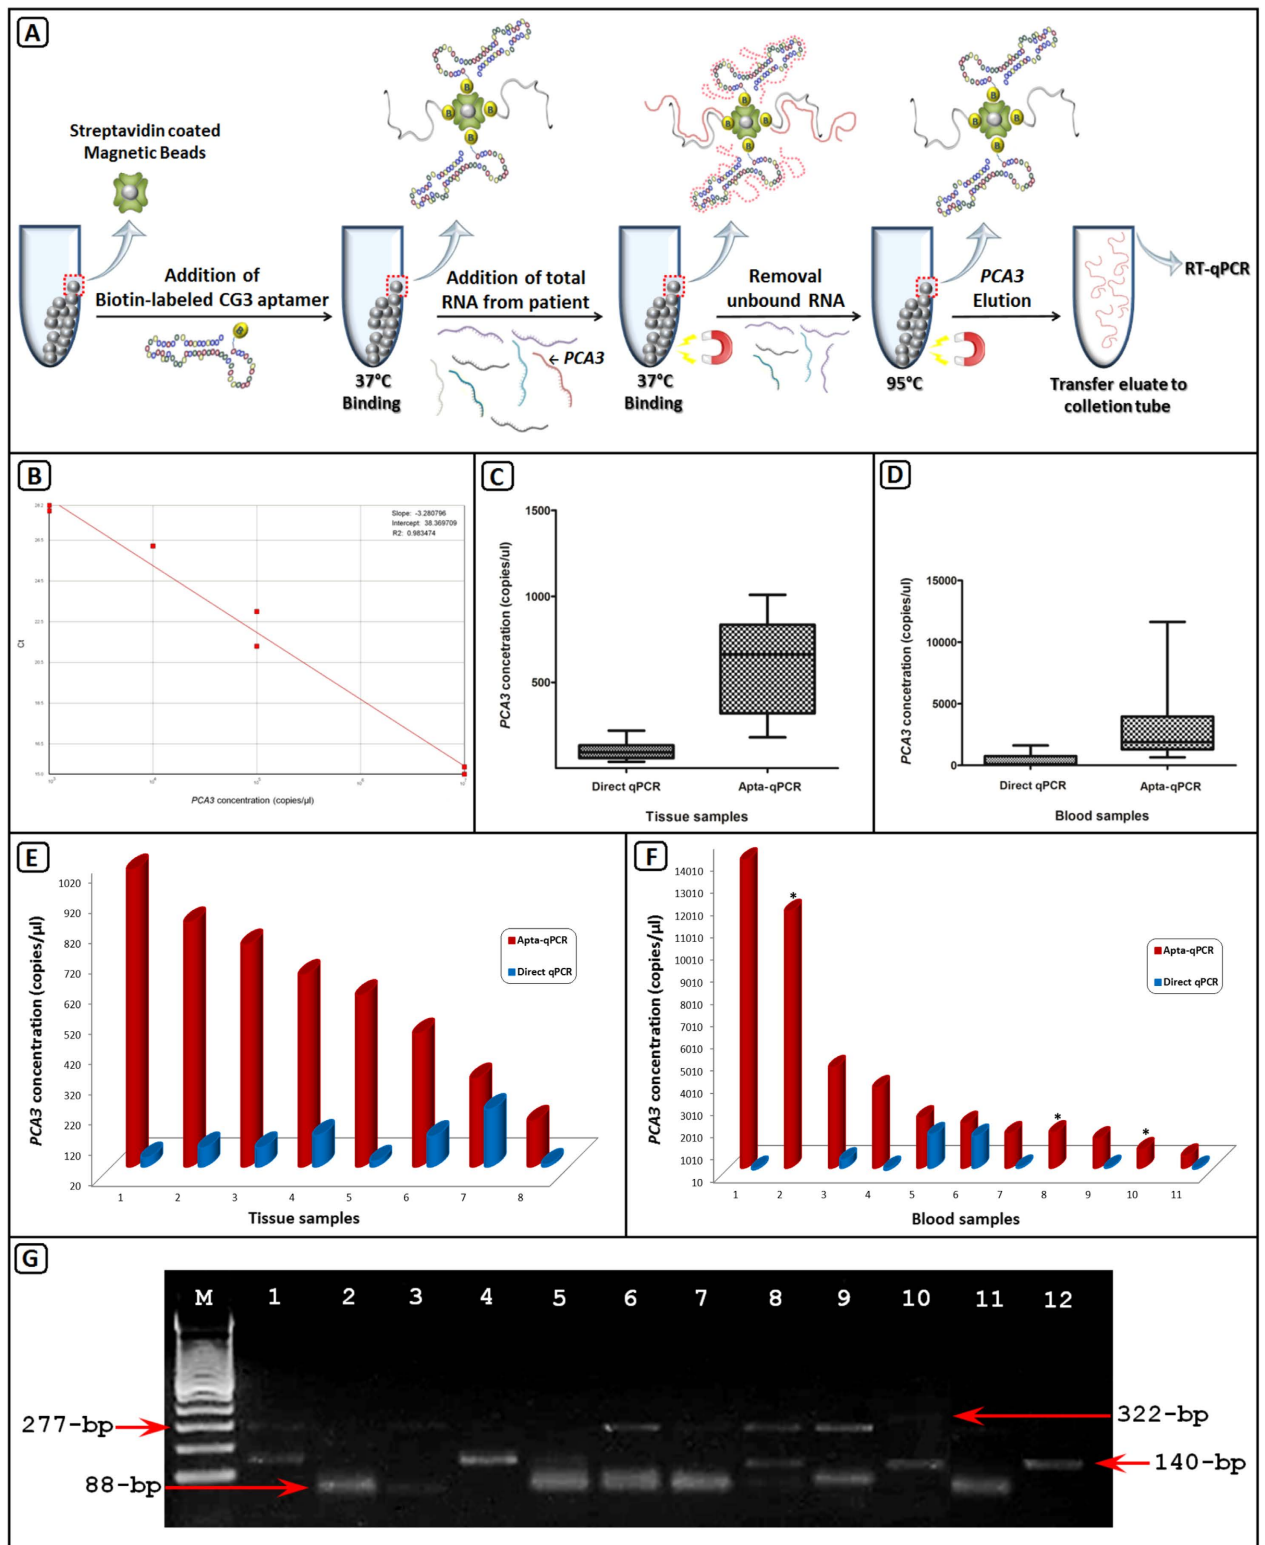 A
Streptavidin coated
Magnetic Beads
Addition of
Biotin-labeled CG3 aptamer
37°C
Binding
B
B
B
B
Addition of total
RNA from patient
← PCA3
37°C
Binding
B
B
B
B
Removal
unbound RNA
95°C
B
B
B
B
PCA3
Elution
Transfer eluate to
colletion tube
RT-qPCR
B
Slope: -3.280796
Intercept: 38.369709
R2: 0.983474
Ct
PCA3 concentration (copies/µl)
C
PCA3 concetration (copies/ul)
1500
1000
500
Direct qPCR
Apta-qPCR
Tissue samples
D
PCA3 concetration (copies/ul)
15000
10000
5000
0
Direct qPCR
Apta-qPCR
Blood samples
E
PCA3 concentration (copies/µl)
1020
920
820
720
620
520
420
320
220
120
20
1 2 3 4 5 6 7 8
Tissue samples
Apta-qPCR
Direct qPCR
F
PCA3 concentration (copies/µl)
14010
13010
12010
11010
10010
9010
8010
7010
6010
5010
4010
3010
2010
1010
10
*
*
*
1 2 3 4 5 6 7 8 9 10 11
Blood samples
Apta-qPCR
Direct qPCR
G
M 1 2 3 4 5 6 7 8 9 10 11 12
277-bp
88-bp
322-bp
140-bp